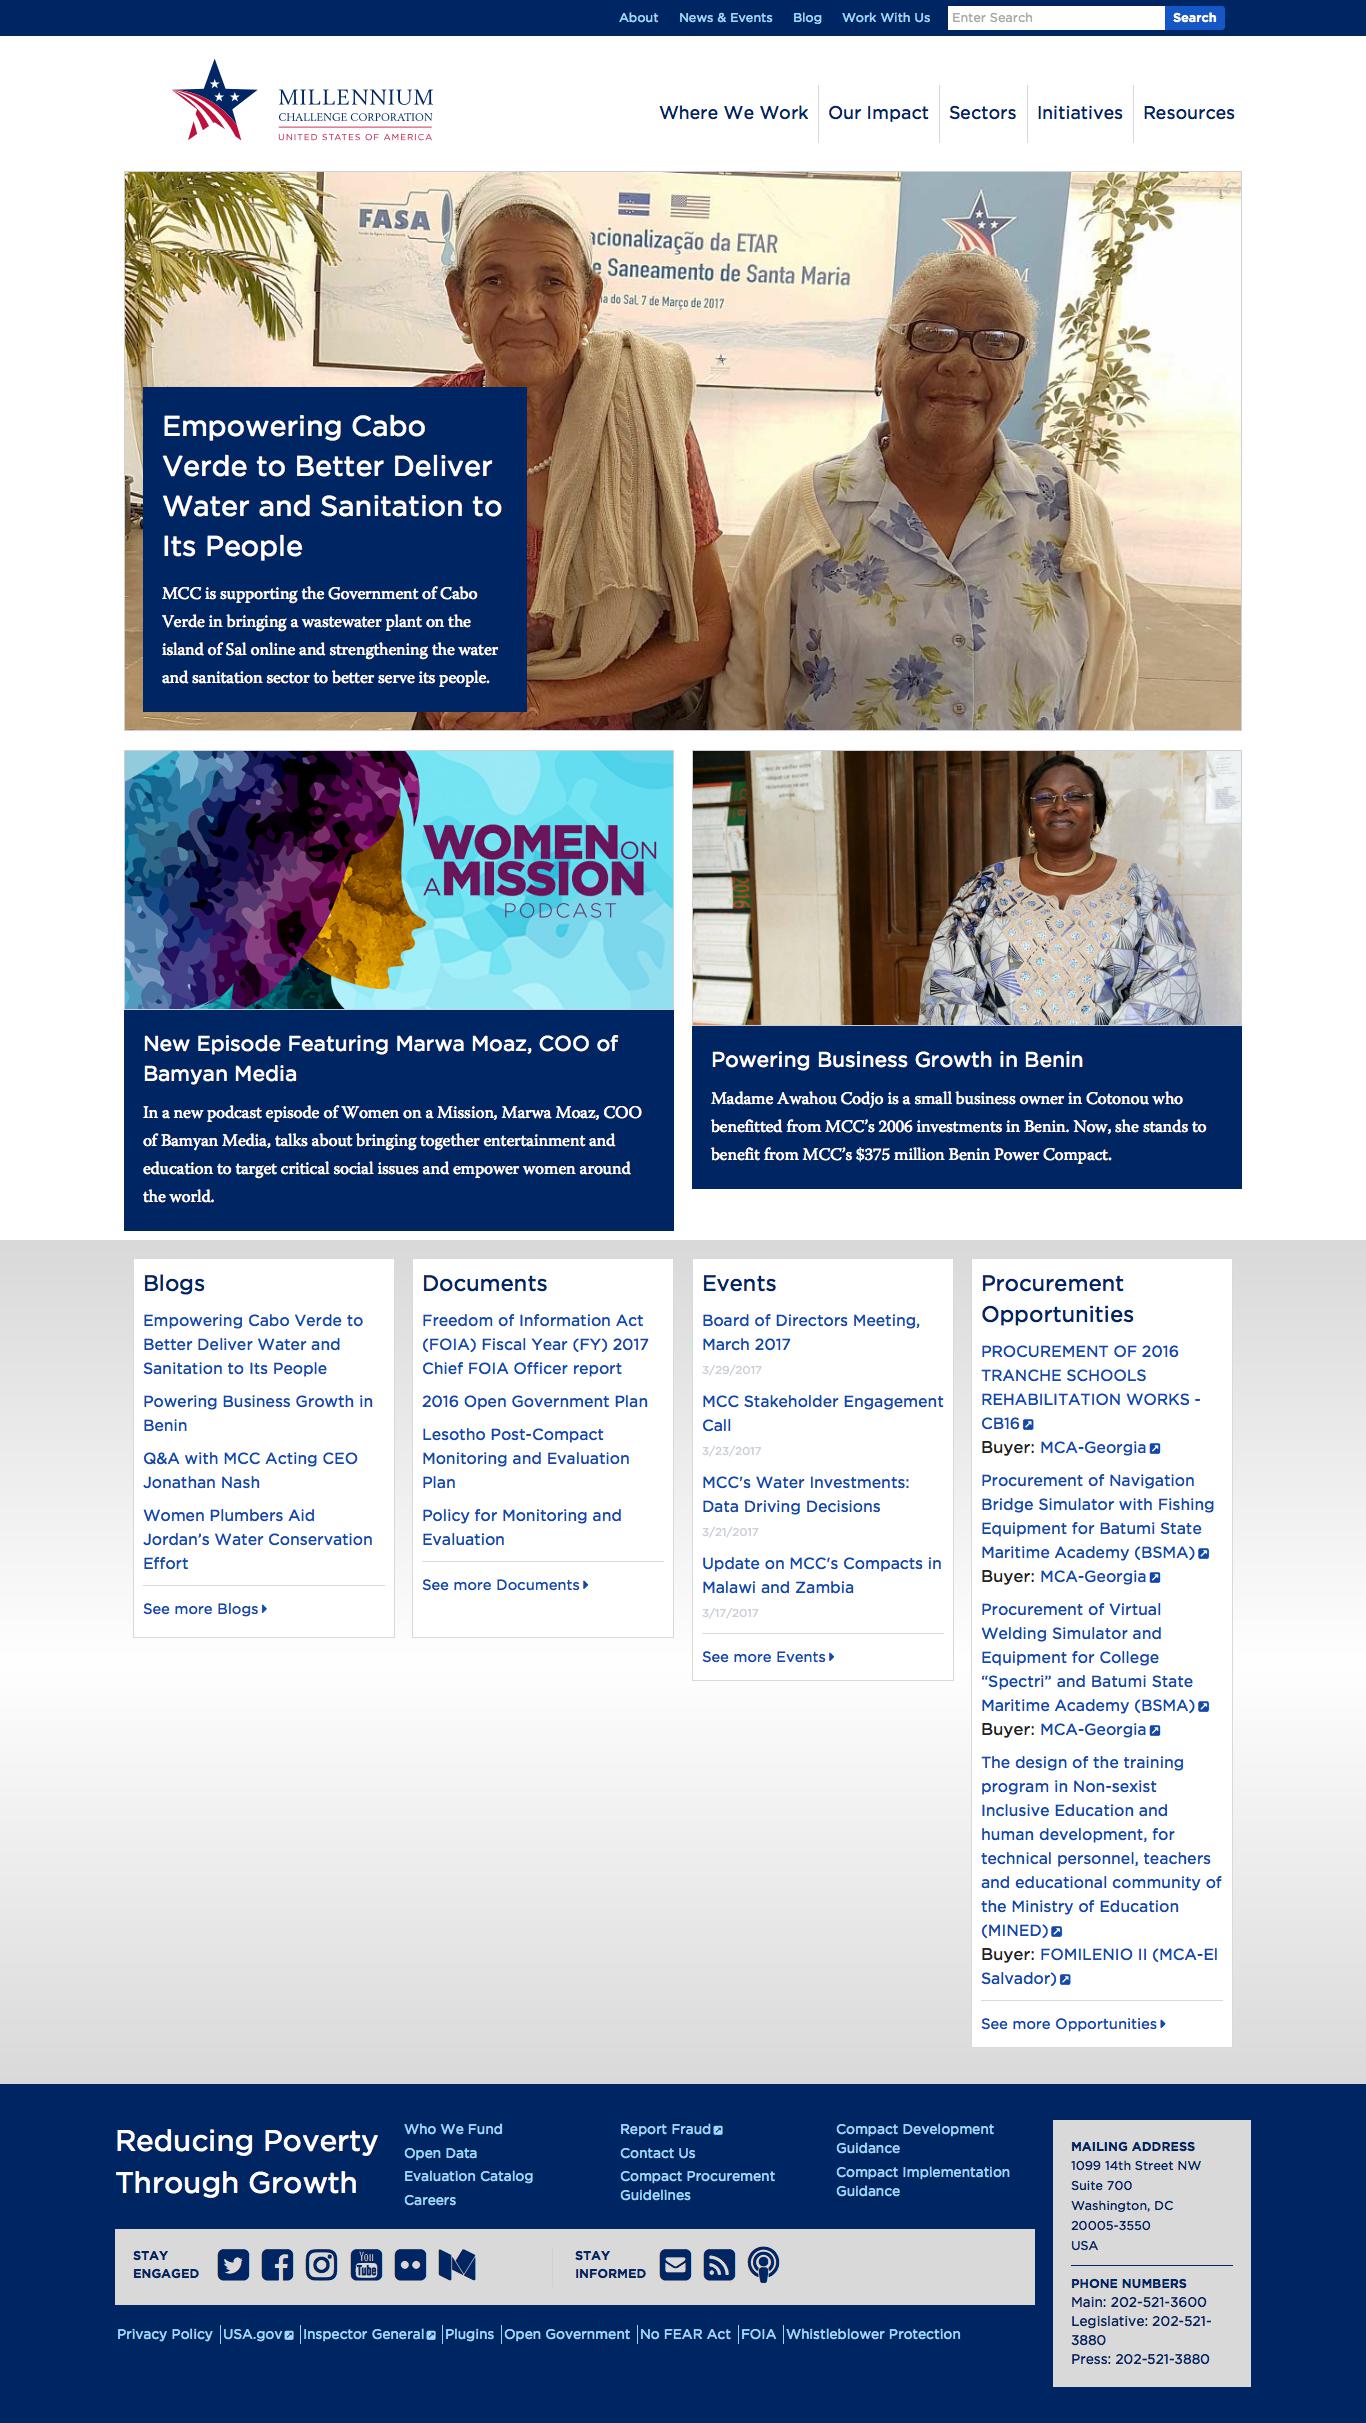 About
News & Events
Blog
Work With Us
Enter Search
Search
MILLENNIUM
CHALLENGE CORPORATION
UNITED STATES OF AMERICA
Where We Work
Our Impact
Sectors
Initiatives
Resources
FASA
acionalização da ETAR
e Saneamento de Santa Maria
a do Sal, 7 de Março de 2017
Empowering Cabo
Verde to Better Deliver
Water and Sanitation to
Its People
MCC is supporting the Government of Cabo
Verde in bringing a wastewater plant on the
island of Sal online and strengthening the water
and sanitation sector to better serve its people.
WOMEN ON
A MISSION
PODCAST
2016
New Episode Featuring Marwa Moaz, COO of
Bamyan Media
In a new podcast episode of Women on a Mission, Marwa Moaz, COO
of Bamyan Media, talks about bringing together entertainment and
education to target critical social issues and empower women around
the world.
Powering Business Growth in Benin
Madame Awahou Codjo is a small business owner in Cotonou who
benefitted from MCC’s 2006 investments in Benin. Now, she stands to
benefit from MCC’s $375 million Benin Power Compact.
Blogs
Empowering Cabo Verde to
Better Deliver Water and
Sanitation to Its People
Powering Business Growth in
Benin
Q&A with MCC Acting CEO
Jonathan Nash
Women Plumbers Aid
Jordan’s Water Conservation
Effort
See more Blogs
Documents
Freedom of Information Act
(FOIA) Fiscal Year (FY) 2017
Chief FOIA Officer report
2016 Open Government Plan
Lesotho Post-Compact
Monitoring and Evaluation
Plan
Policy for Monitoring and
Evaluation
See more Documents
Events
Board of Directors Meeting,
March 2017
3/29/2017
MCC Stakeholder Engagement
Call
3/23/2017
MCC's Water Investments:
Data Driving Decisions
3/21/2017
Update on MCC's Compacts in
Malawi and Zambia
3/17/2017
See more Events
Procurement
Opportunities
PROCUREMENT OF 2016
TRANCHE SCHOOLS
REHABILITATION WORKS -
CB16
Buyer: MCA-Georgia
Procurement of Navigation
Bridge Simulator with Fishing
Equipment for Batumi State
Maritime Academy (BSMA)
Buyer: MCA-Georgia
Procurement of Virtual
Welding Simulator and
Equipment for College
“Spectri” and Batumi State
Maritime Academy (BSMA)
Buyer: MCA-Georgia
The design of the training
program in Non-sexist
Inclusive Education and
human development, for
technical personnel, teachers
and educational community of
the Ministry of Education
(MINED)
Buyer: FOMILENIO II (MCA-El
Salvador)
See more Opportunities
Reducing Poverty
Through Growth
Who We Fund
Open Data
Evaluation Catalog
Careers
Report Fraud
Contact Us
Compact Procurement
Guidelines
Compact Development
Guidance
Compact Implementation
Guidance
STAY
ENGAGED
You
Tube
STAY
INFORMED
Privacy Policy
USA.gov
Inspector General
Plugins
Open Government
No FEAR Act
FOIA
Whistleblower Protection
MAILING ADDRESS
1099 14th Street NW
Suite 700
Washington, DC
20005-3550
USA
PHONE NUMBERS
Main: 202-521-3600
Legislative: 202-521-
3880
Press: 202-521-3880